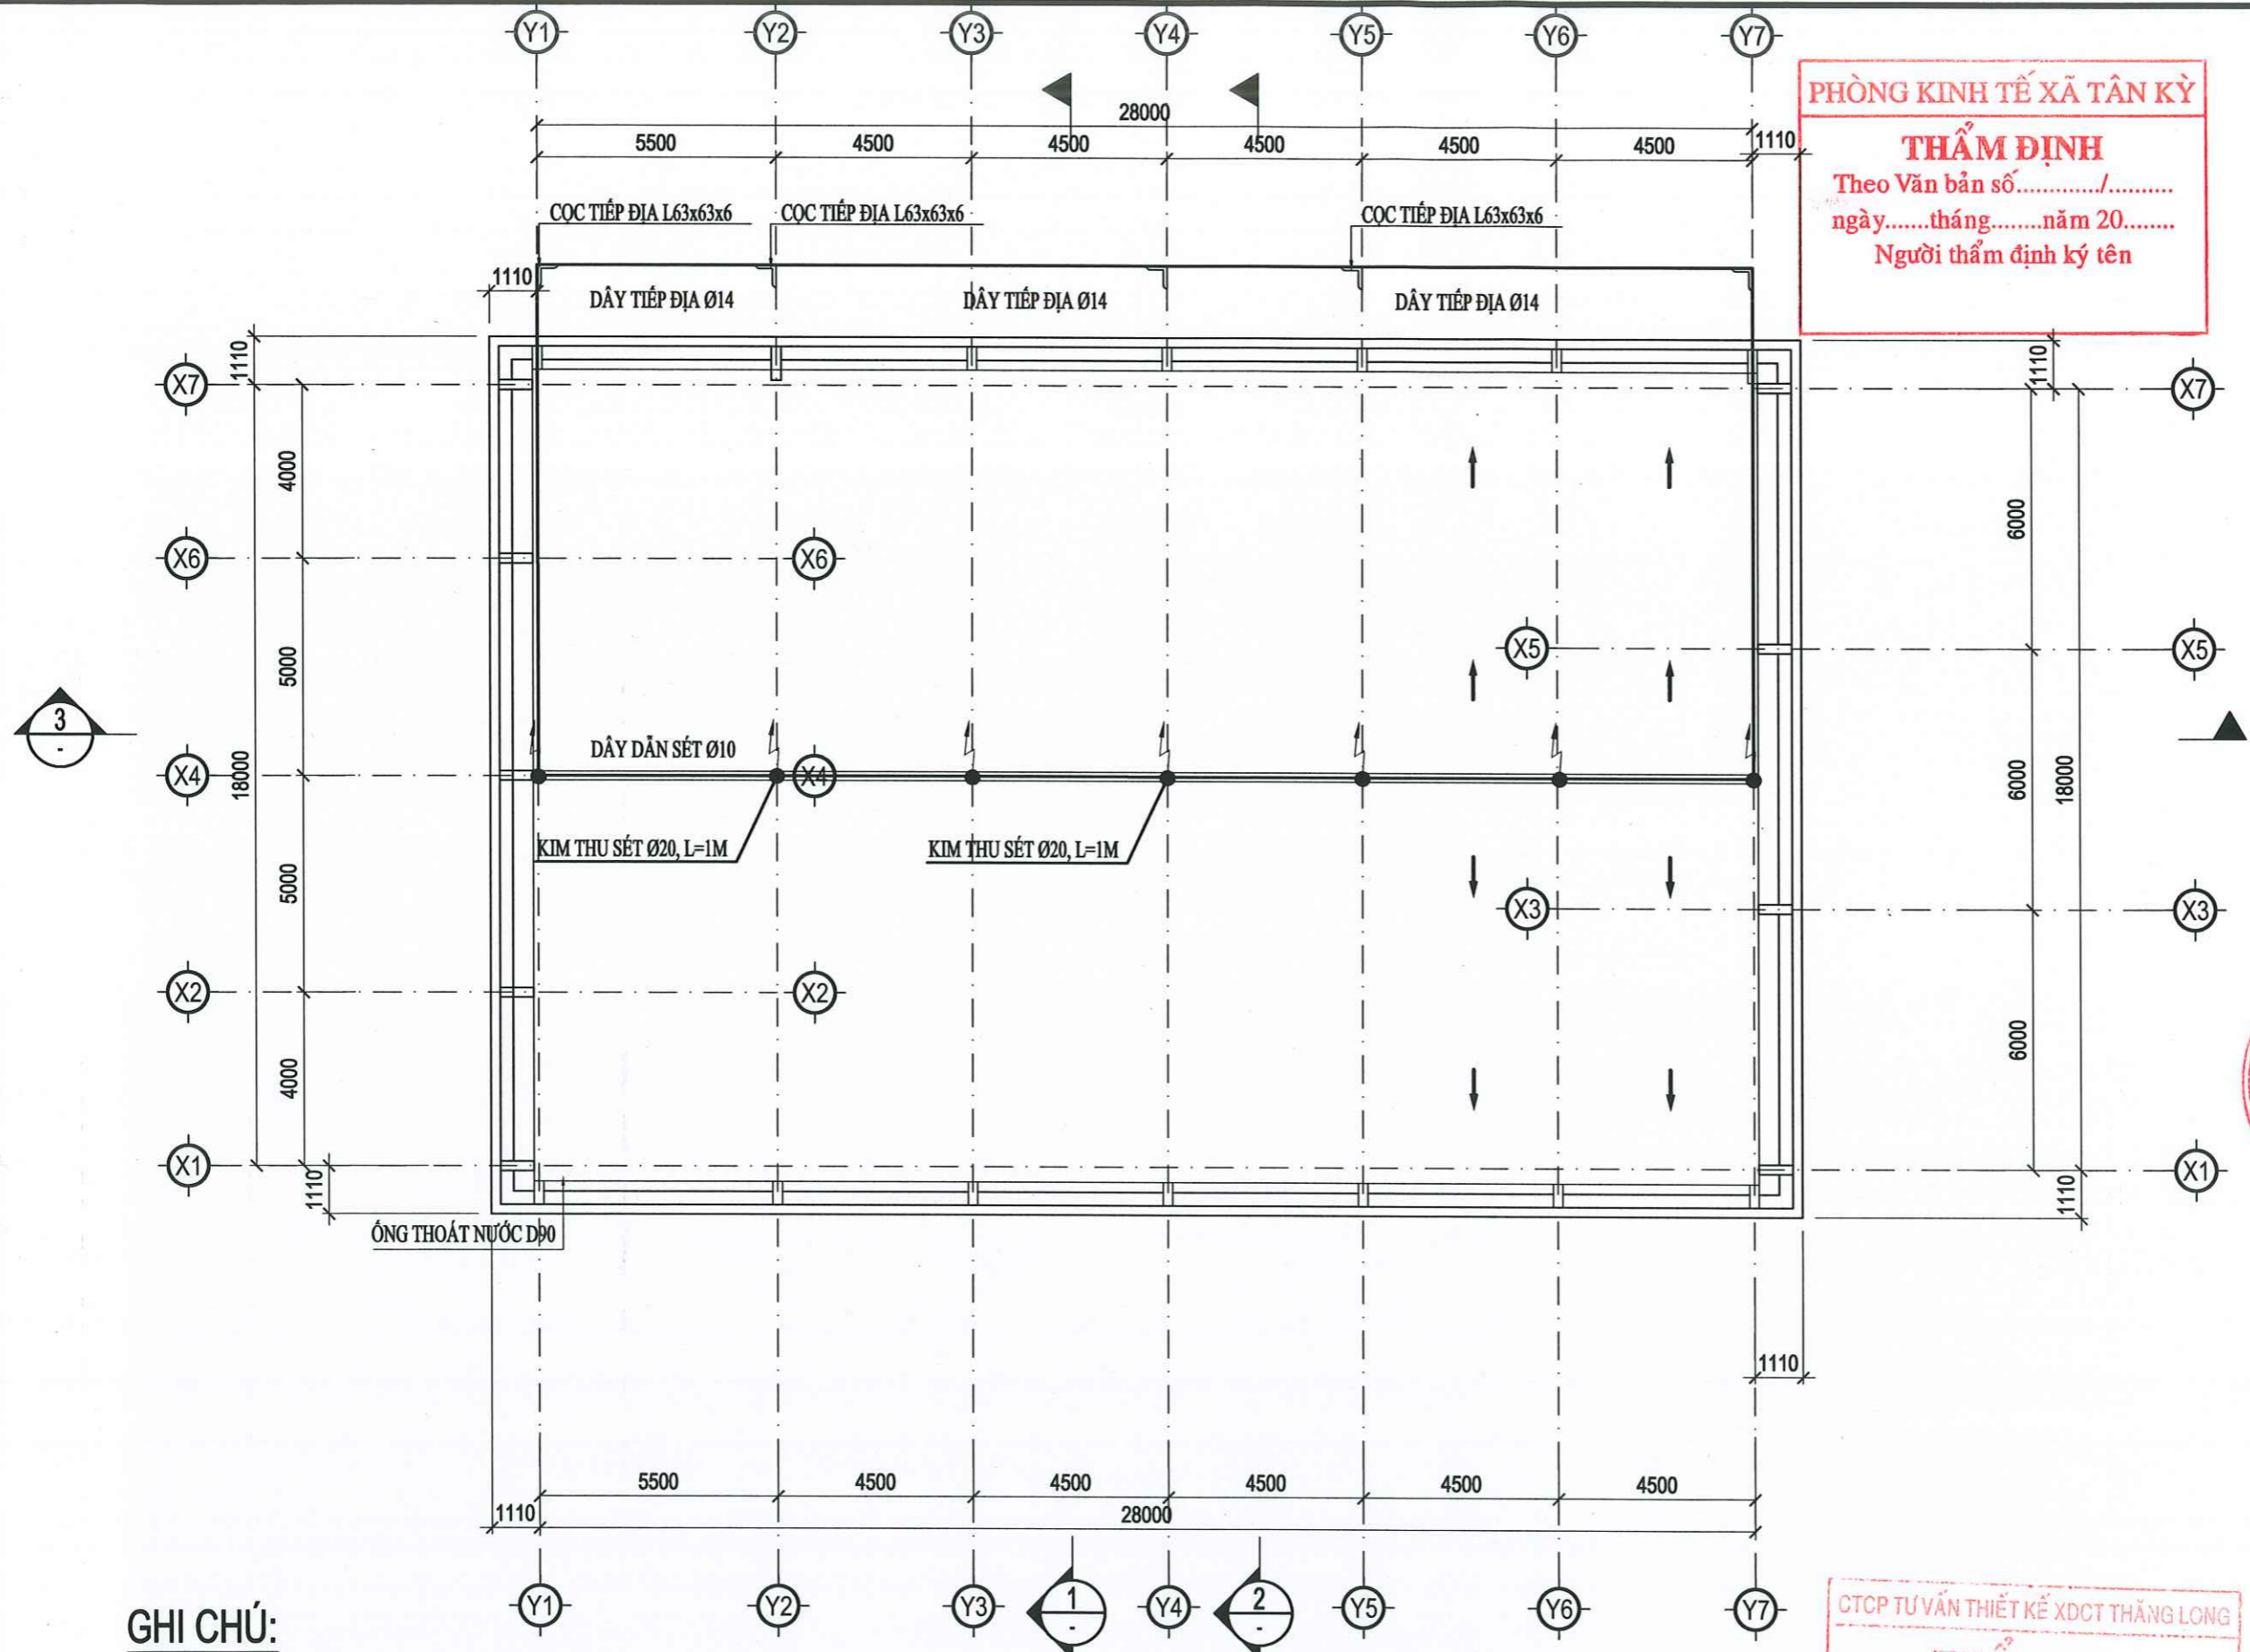 Y1 Y2 Y3 Y4 Y5 Y6 Y7
28000
5500 4500 4500 4500 4500 4500 1110
PHÒNG KINH TẾ XÃ TÂN KỲ
THẨM ĐỊNH
Theo Văn bản số............./..........
ngày.......tháng........năm 20........
Người thẩm định ký tên
CỌC TIẾP ĐỊA L63x63x6 CỌC TIẾP ĐỊA L63x63x6 CỌC TIẾP ĐỊA L63x63x6
1110
DÂY TIẾP ĐỊA Ø14 DÂY TIẾP ĐỊA Ø14 DÂY TIẾP ĐỊA Ø14
1110 1110
X7 X7
4000
6000
X6 X6
5000
X5 X5
3
-
DÂY DẪN SÉT Ø10
X4 18000 X4 6000 18000
KIM THU SÉT Ø20, L=1M KIM THU SÉT Ø20, L=1M
5000
X3 X3
X2 X2
4000
6000
X1 X1
1110 1110
ỐNG THOÁT NƯỚC D90
1110
5500 4500 4500 4500 4500 4500
1110 28000
Y1 Y2 Y3 1 Y4 2 Y5 Y6 Y7
- -
GHI CHÚ:
CTCP TƯ VẤN THIẾT KẾ XDCT THĂNG LONG